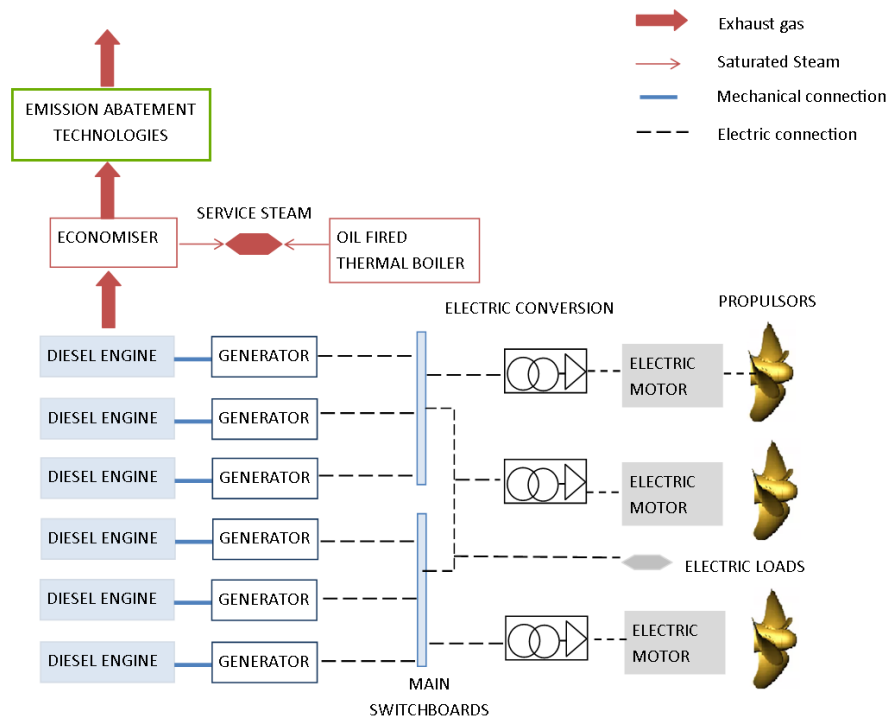 Exhaust gas
Saturated Steam
Mechanical connection
Electric connection
EMISSION ABATEMENT
TECHNOLOGIES
SERVICE STEAM
ECONOMISER
OIL FIRED
THERMAL BOILER
ELECTRIC CONVERSION
PROPULSORS
DIESEL ENGINE
GENERATOR
ELECTRIC
MOTOR
DIESEL ENGINE
GENERATOR
DIESEL ENGINE
GENERATOR
ELECTRIC
MOTOR
DIESEL ENGINE
GENERATOR
ELECTRIC LOADS
DIESEL ENGINE
GENERATOR
DIESEL ENGINE
GENERATOR
ELECTRIC
MOTOR
MAIN
SWITCHBOARDS